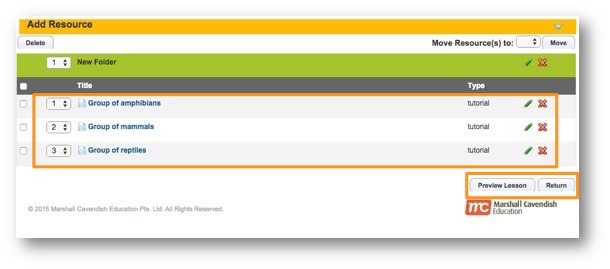 Add Resource
Delete Move Resource(s) to: Move
1 New Folder
Title Type
1 Group of amphibians tutorial
2 Group of mammals tutorial
3 Group of reptiles tutorial
Preview Lesson Return
© 2015 Marshall Cavendish Education Pte. Ltd. All Rights Reserved.
mc Marshall Cavendish
Education